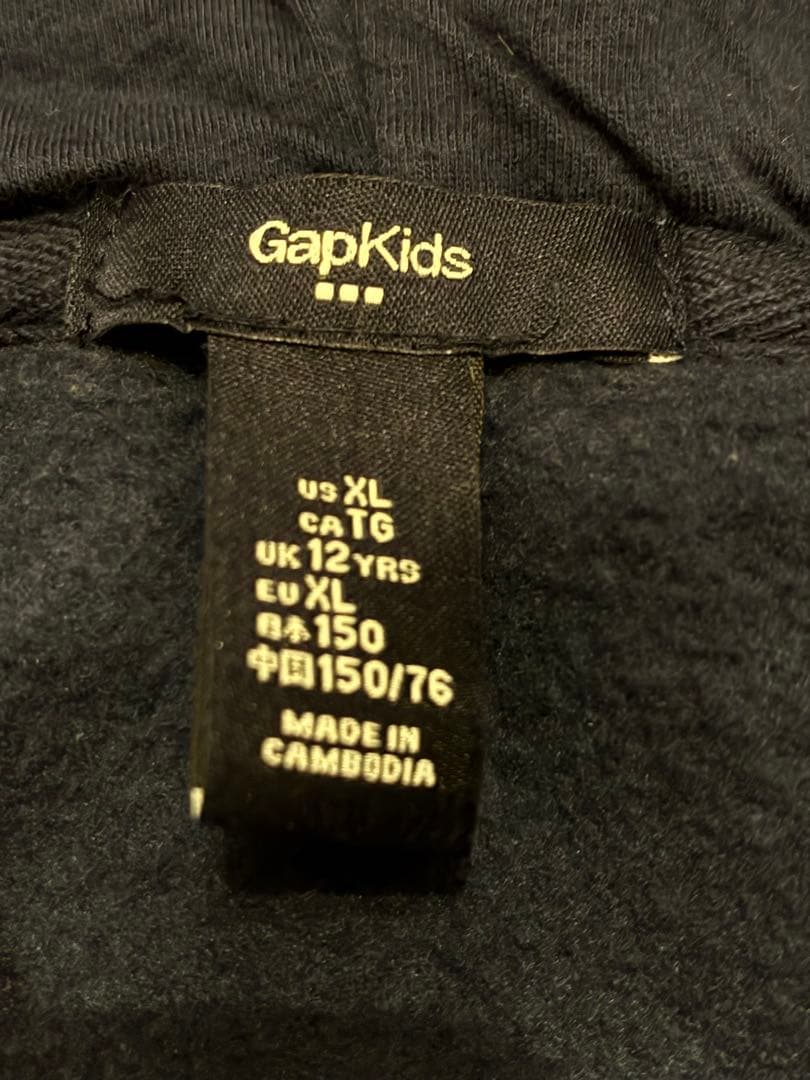 GapKids
US XL
CA TG
UK 12 YRS
EU XL
日本 150
中国 150/76
MADE IN
CAMBODIA